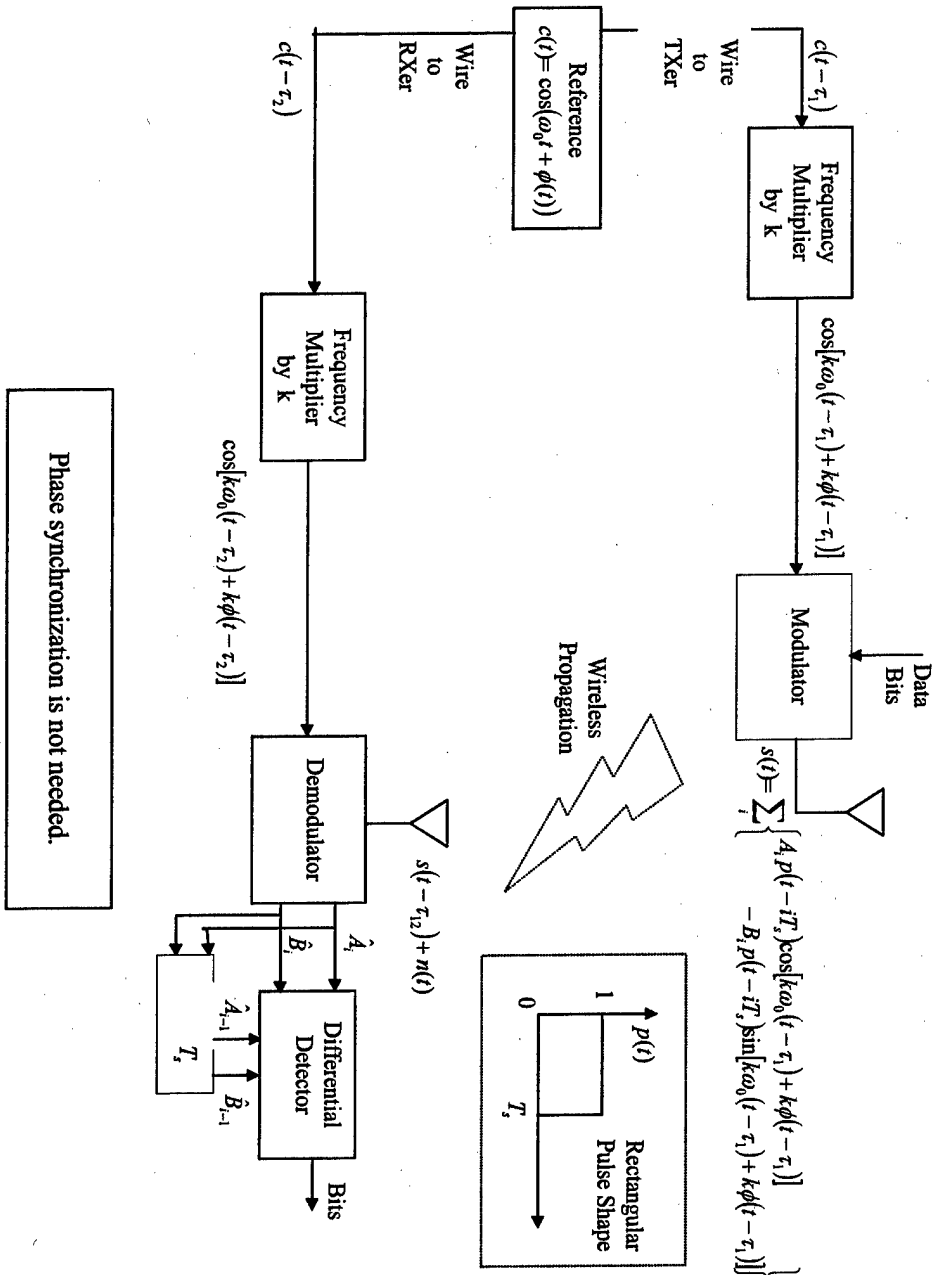 Reference
c(t)= cos(ω₀t + ϕ(t))
Wire
to
TXer
c(t − τ₁)
Frequency
Multiplier
by k
cos[kω₀(t − τ₁)+ kϕ(t − τ₁)]
Data
Bits
Modulator
s(t)= ∑ᵢ { Aᵢ p(t − iTₛ)cos[kω₀(t − τ₁)+ kϕ(t − τ₁)]
− Bᵢ p(t − iTₛ)sin[kω₀(t − τ₁)+ kϕ(t − τ₁)] }
Wireless
Propagation
p(t)
1
0
Tₛ
Rectangular
Pulse Shape
Wire
to
RXer
c(t − τ₂)
Frequency
Multiplier
by k
cos[kω₀(t − τ₂)+ kϕ(t − τ₂)]
s(t − τ₁₂)+ n(t)
Demodulator
Âᵢ
B̂ᵢ
Differential
Detector
Bits
Âᵢ₋₁
B̂ᵢ₋₁
Tₛ
Phase synchronization is not needed.